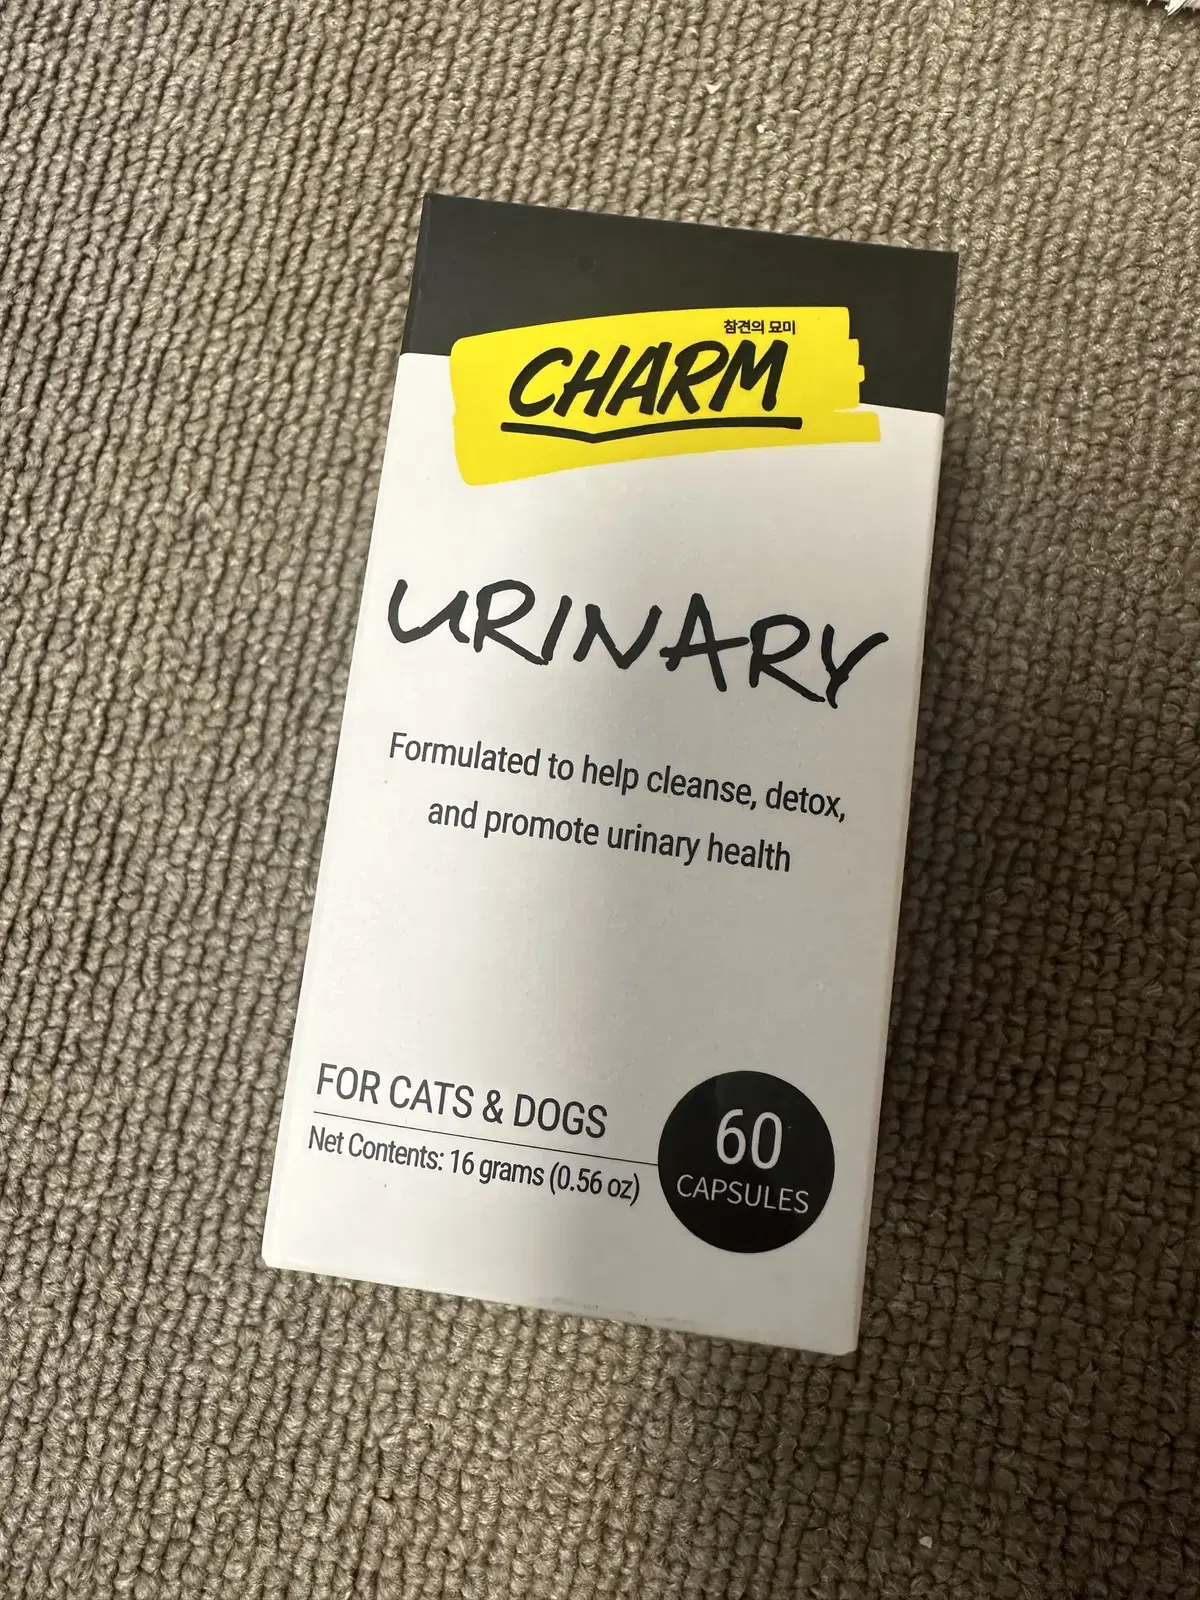 참견의 묘미
CHARM
URINARY
Formulated to help cleanse, detox,
and promote urinary health
FOR CATS & DOGS
Net Contents: 16 grams (0.56 oz)
60
CAPSULES